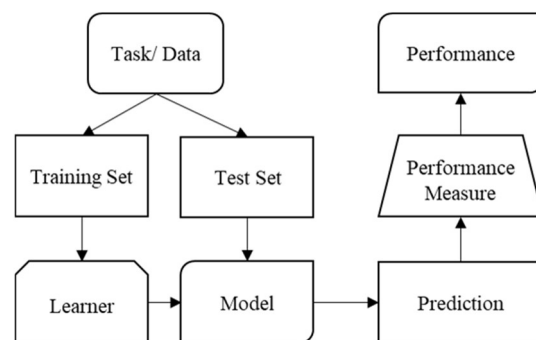 Task/ Data
Performance
Training Set
Test Set
Performance
Measure
Learner
Model
Prediction